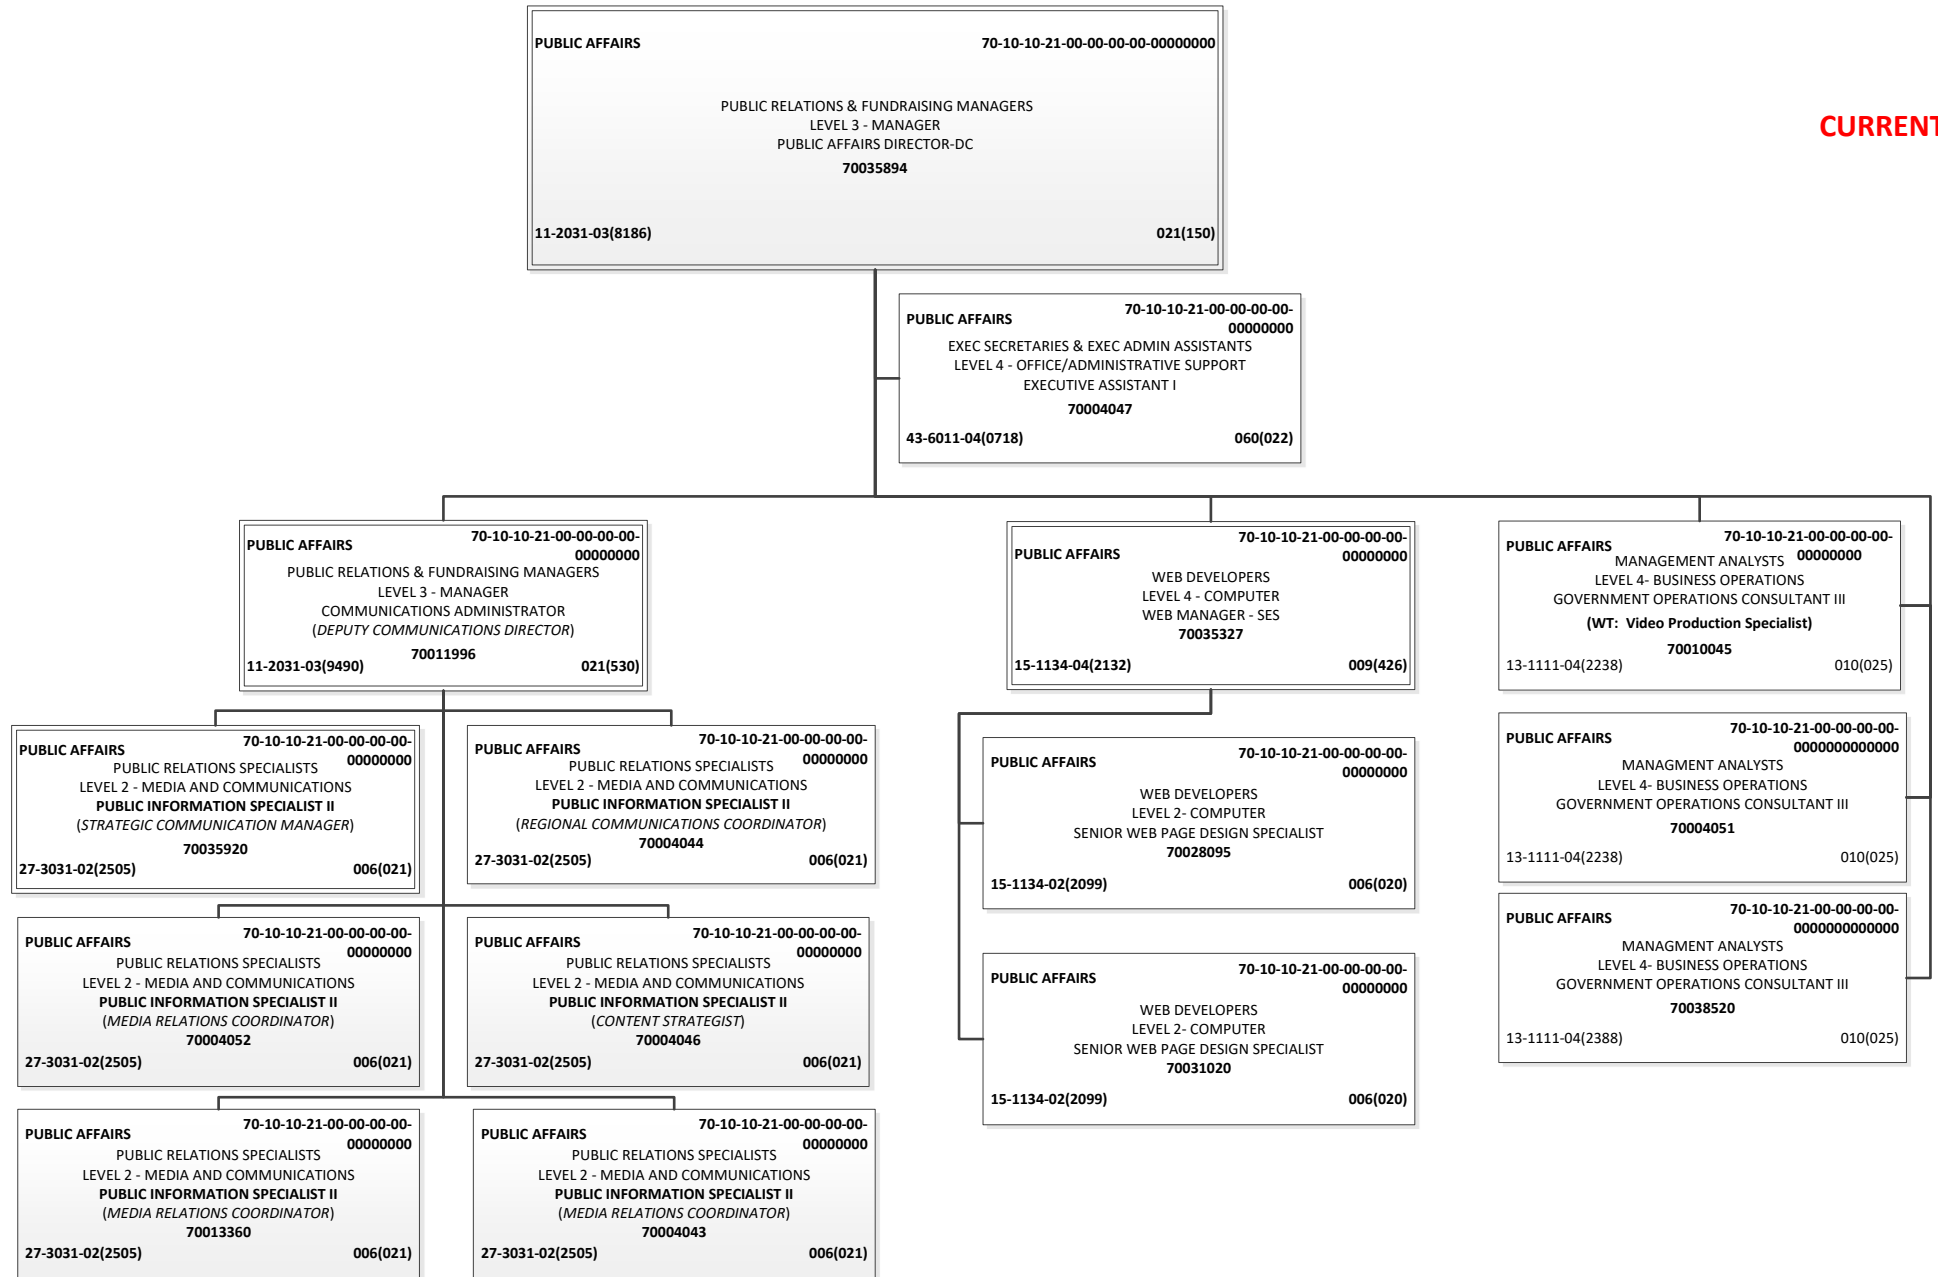 PUBLIC AFFAIRS 70-10-10-21-00-00-00-00-00000000
PUBLIC RELATIONS & FUNDRAISING MANAGERS
LEVEL 3 - MANAGER
PUBLIC AFFAIRS DIRECTOR-DC
70035894
11-2031-03(8186) 021(150)
CURRENT
PUBLIC AFFAIRS 70-10-10-21-00-00-00-00-
00000000
EXEC SECRETARIES & EXEC ADMIN ASSISTANTS
LEVEL 4 - OFFICE/ADMINISTRATIVE SUPPORT
EXECUTIVE ASSISTANT I
70004047
43-6011-04(0718) 060(022)
PUBLIC AFFAIRS 70-10-10-21-00-00-00-00-
00000000
PUBLIC RELATIONS & FUNDRAISING MANAGERS
LEVEL 3 - MANAGER
COMMUNICATIONS ADMINISTRATOR
(DEPUTY COMMUNICATIONS DIRECTOR)
70011996
11-2031-03(9490) 021(530)
PUBLIC AFFAIRS 70-10-10-21-00-00-00-00-
00000000
WEB DEVELOPERS
LEVEL 4 - COMPUTER
WEB MANAGER - SES
70035327
15-1134-04(2132) 009(426)
PUBLIC AFFAIRS 70-10-10-21-00-00-00-00-
00000000
MANAGEMENT ANALYSTS
LEVEL 4- BUSINESS OPERATIONS
GOVERNMENT OPERATIONS CONSULTANT III
(WT:  Video Production Specialist)
70010045
13-1111-04(2238) 010(025)
PUBLIC AFFAIRS 70-10-10-21-00-00-00-00-
00000000
PUBLIC RELATIONS SPECIALISTS
LEVEL 2 - MEDIA AND COMMUNICATIONS
PUBLIC INFORMATION SPECIALIST II
(STRATEGIC COMMUNICATION MANAGER)
70035920
27-3031-02(2505) 006(021)
PUBLIC AFFAIRS 70-10-10-21-00-00-00-00-
00000000
PUBLIC RELATIONS SPECIALISTS
LEVEL 2 - MEDIA AND COMMUNICATIONS
PUBLIC INFORMATION SPECIALIST II
(REGIONAL COMMUNICATIONS COORDINATOR)
70004044
27-3031-02(2505) 006(021)
PUBLIC AFFAIRS 70-10-10-21-00-00-00-00-
00000000
WEB DEVELOPERS
LEVEL 2- COMPUTER
SENIOR WEB PAGE DESIGN SPECIALIST
70028095
15-1134-02(2099) 006(020)
PUBLIC AFFAIRS 70-10-10-21-00-00-00-00-
0000000000000
MANAGMENT ANALYSTS
LEVEL 4- BUSINESS OPERATIONS
GOVERNMENT OPERATIONS CONSULTANT III
70004051
13-1111-04(2238) 010(025)
PUBLIC AFFAIRS 70-10-10-21-00-00-00-00-
00000000
PUBLIC RELATIONS SPECIALISTS
LEVEL 2 - MEDIA AND COMMUNICATIONS
PUBLIC INFORMATION SPECIALIST II
(MEDIA RELATIONS COORDINATOR)
70004052
27-3031-02(2505) 006(021)
PUBLIC AFFAIRS 70-10-10-21-00-00-00-00-
00000000
PUBLIC RELATIONS SPECIALISTS
LEVEL 2 - MEDIA AND COMMUNICATIONS
PUBLIC INFORMATION SPECIALIST II
(CONTENT STRATEGIST)
70004046
27-3031-02(2505) 006(021)
PUBLIC AFFAIRS 70-10-10-21-00-00-00-00-
00000000
WEB DEVELOPERS
LEVEL 2- COMPUTER
SENIOR WEB PAGE DESIGN SPECIALIST
70031020
15-1134-02(2099) 006(020)
PUBLIC AFFAIRS 70-10-10-21-00-00-00-00-
0000000000000
MANAGMENT ANALYSTS
LEVEL 4- BUSINESS OPERATIONS
GOVERNMENT OPERATIONS CONSULTANT III
70038520
13-1111-04(2388) 010(025)
PUBLIC AFFAIRS 70-10-10-21-00-00-00-00-
00000000
PUBLIC RELATIONS SPECIALISTS
LEVEL 2 - MEDIA AND COMMUNICATIONS
PUBLIC INFORMATION SPECIALIST II
(MEDIA RELATIONS COORDINATOR)
70013360
27-3031-02(2505) 006(021)
PUBLIC AFFAIRS 70-10-10-21-00-00-00-00-
00000000
PUBLIC RELATIONS SPECIALISTS
LEVEL 2 - MEDIA AND COMMUNICATIONS
PUBLIC INFORMATION SPECIALIST II
(MEDIA RELATIONS COORDINATOR)
70004043
27-3031-02(2505) 006(021)